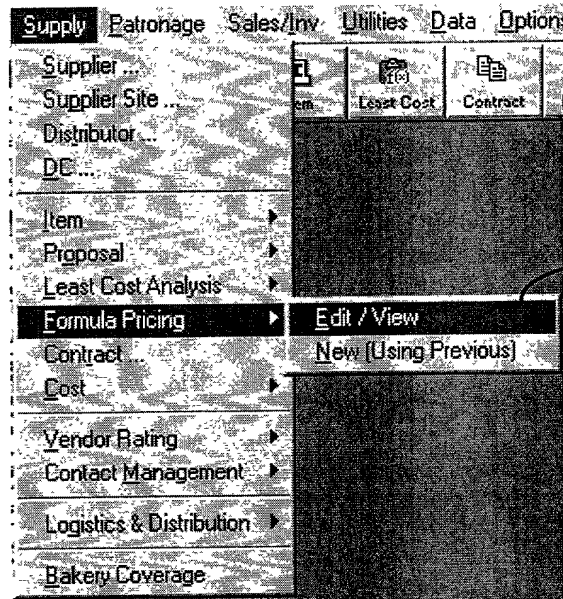 Supply Patronage Sales/Inv Utilities Data Options
Supplier ...
Supplier Site ...
Distributor ...
DC ...
Least Cost Contract
Item
Proposal
Least Cost Analysis
Formula Pricing
Edit / View
New (Using Previous)
Contract ...
Cost
Vendor Rating
Contact Management
Logistics & Distribution
Bakery Coverage